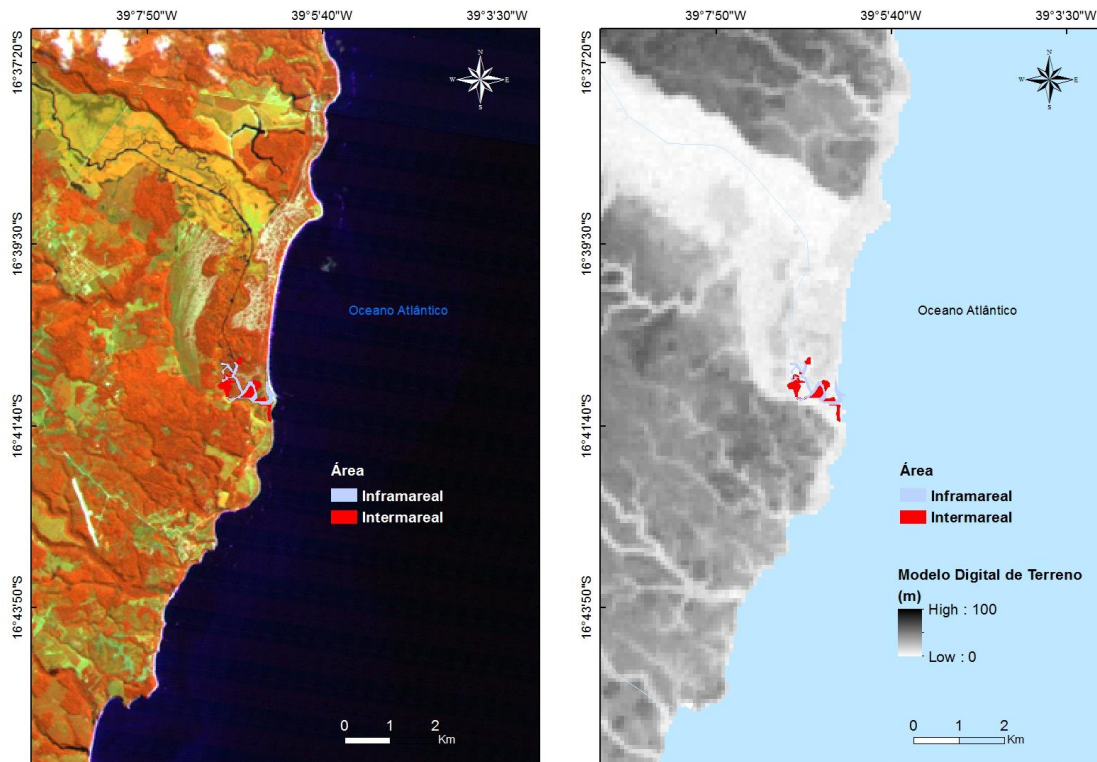 39°7'50"W
39°5'40"W
39°3'30"W
16°37'20"S
16°39'30"S
16°41'40"S
16°43'50"S
N
W
E
S
Oceano Atlântico
Área
Inframareal
Intermareal
0 1 2
Km
39°7'50"W
39°5'40"W
39°3'30"W
16°37'20"S
16°39'30"S
16°41'40"S
16°43'50"S
N
W
E
S
Oceano Atlântico
Área
Inframareal
Intermareal
Modelo Digital de Terreno
(m)
High : 100
Low : 0
0 1 2
Km